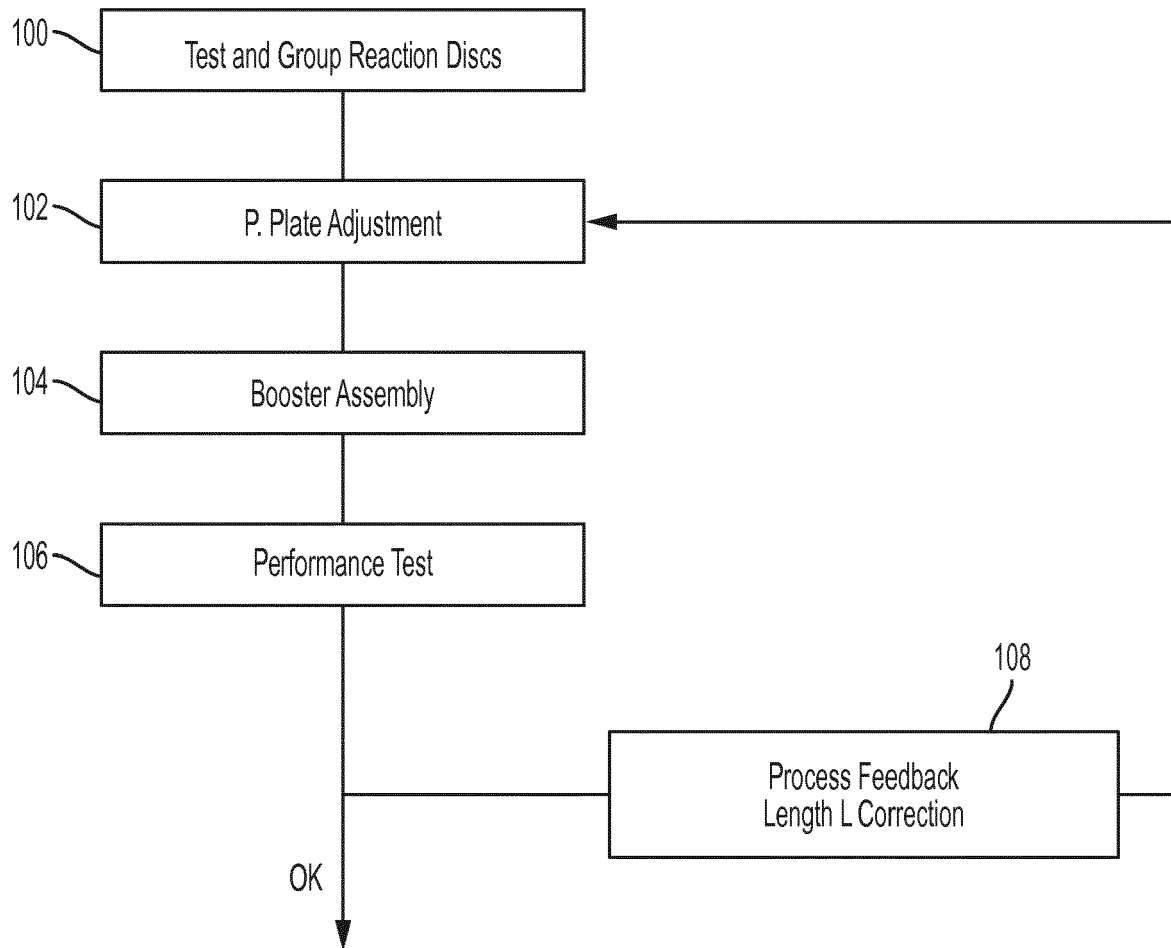 100
Test and Group Reaction Discs
102
P. Plate Adjustment
104
Booster Assembly
106
Performance Test
108
Process Feedback
Length L Correction
OK